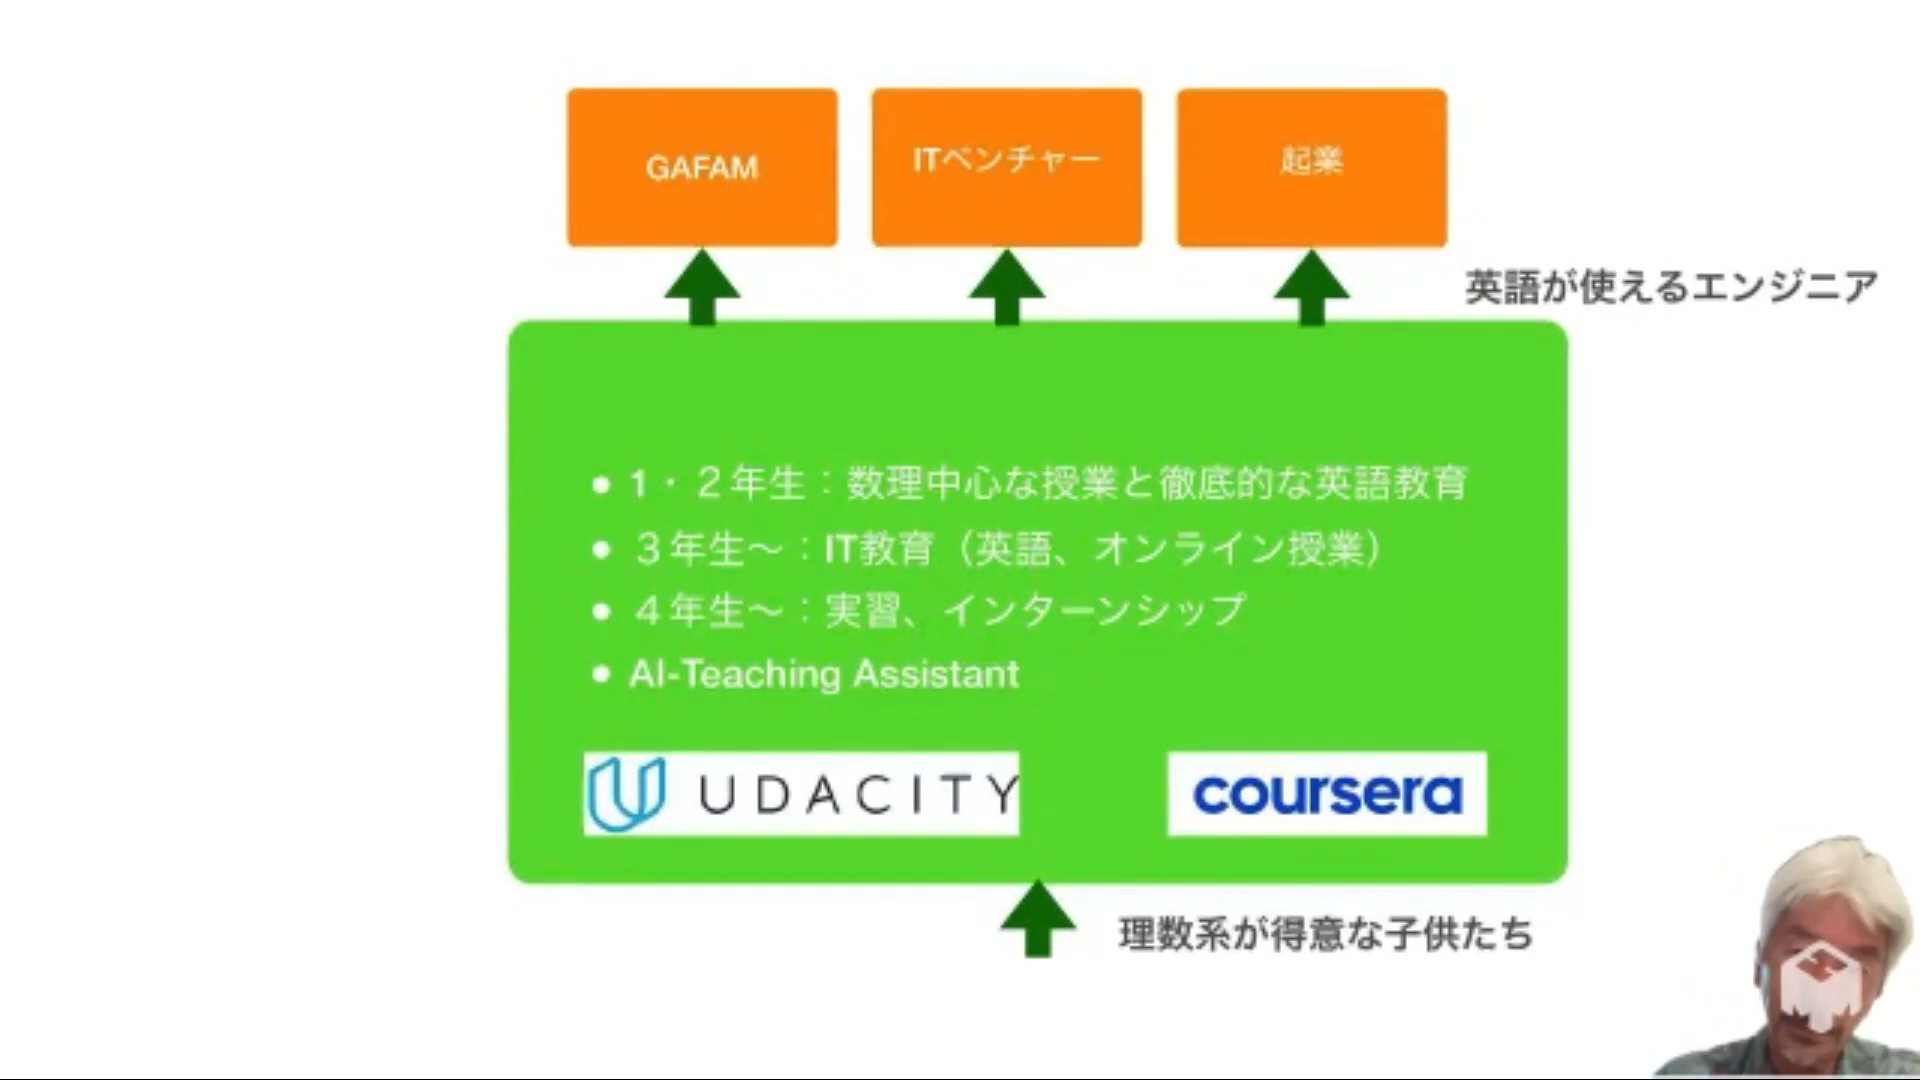 GAFAM
ITベンチャー
起業
英語が使えるエンジニア
1・２年生：数理中心な授業と徹底的な英語教育
３年生〜：IT教育（英語、オンライン授業）
４年生〜：実習、インターンシップ
AI-Teaching Assistant
UDACITY
coursera
理数系が得意な子供たち